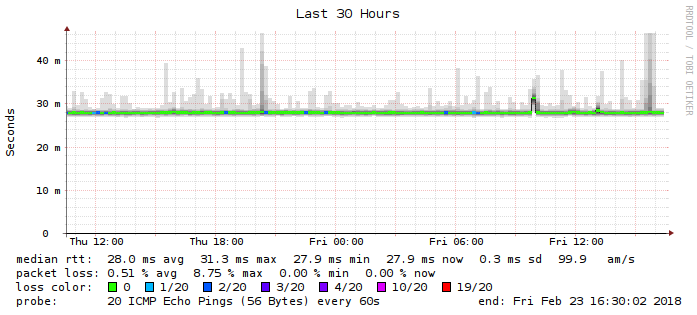 Last 30 Hours
RRDTOOL / TOBI OETIKER
Seconds
40 m
30 m
20 m
10 m
0
Thu 12:00 Thu 18:00 Fri 00:00 Fri 06:00 Fri 12:00
median rtt: 28.0 ms avg 31.3 ms max 27.9 ms min 27.9 ms now 0.3 ms sd 99.9 am/s
packet loss: 0.51 % avg 8.75 % max 0.00 % min 0.00 % now
loss color: 0 1/20 2/20 3/20 4/20 10/20 19/20
probe: 20 ICMP Echo Pings (56 Bytes) every 60s end: Fri Feb 23 16:30:02 2018